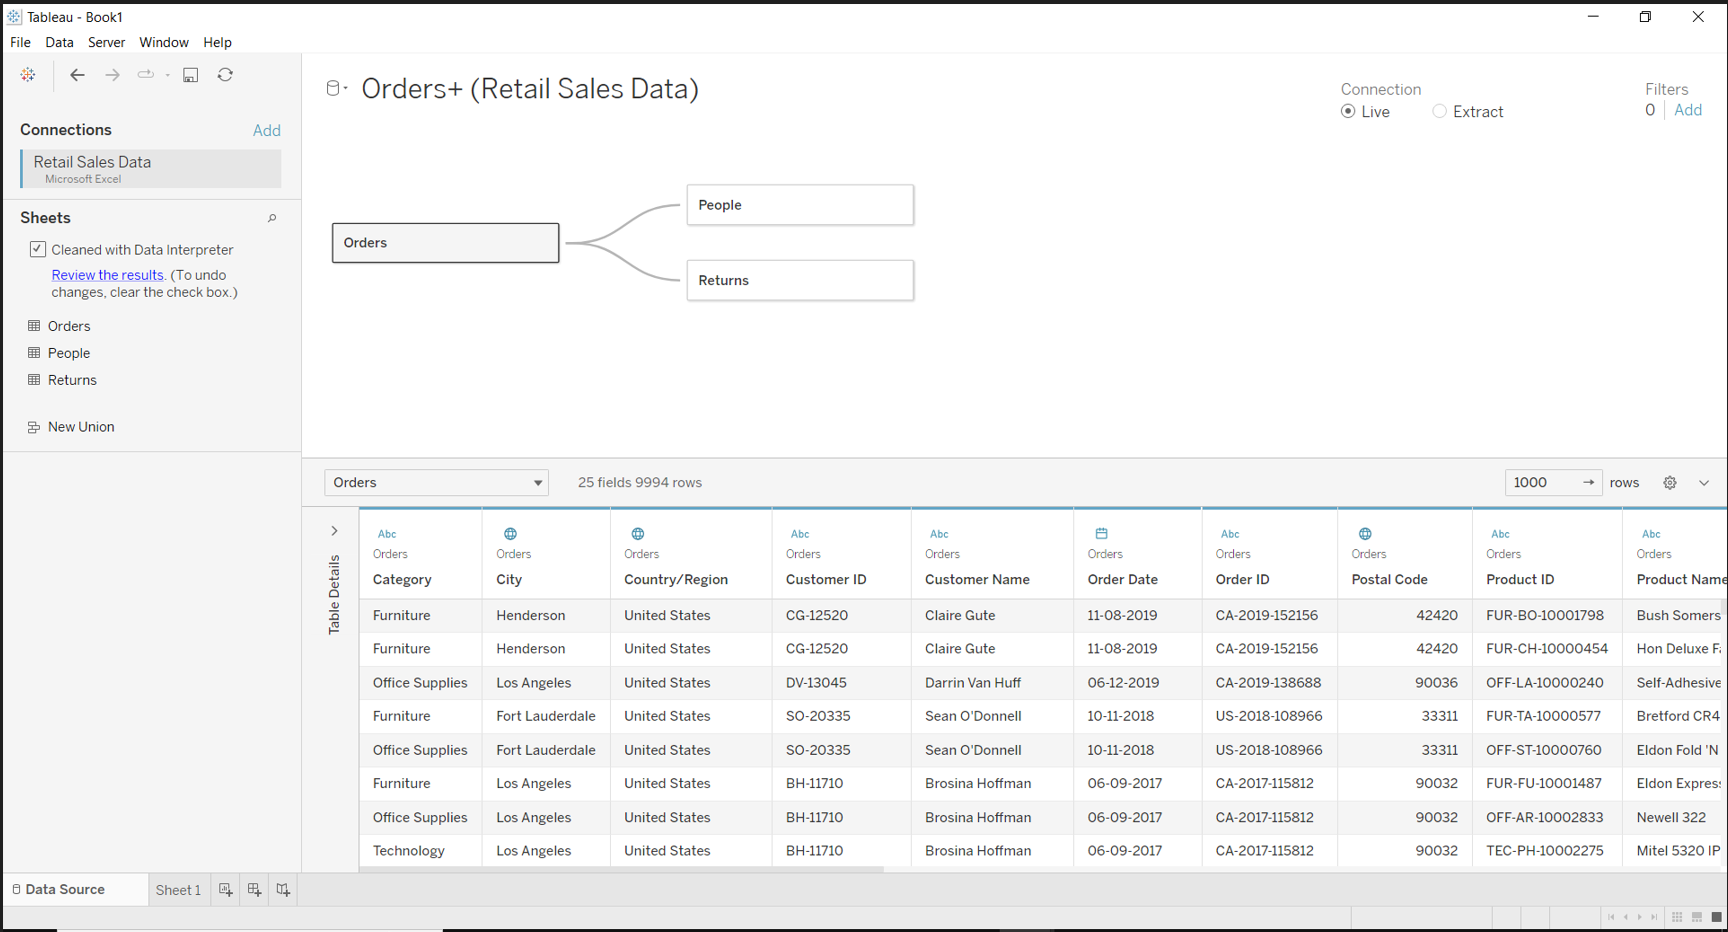 Tableau - Book1
File Data Server Window Help
Connections Add
Retail Sales Data
Microsoft Excel
Sheets
Cleaned with Data Interpreter
Review the results. (To undo
changes, clear the check box.)
Orders
People
Returns
New Union
Orders+ (Retail Sales Data)
Connection
Live Extract
Filters
0 Add
Orders
People
Returns
Orders 25 fields 9994 rows 1000 rows
Table Details
Abc Abc Abc Abc Abc Abc
Orders Orders Orders Orders Orders Orders Orders Orders Orders Orders
Category City Country/Region Customer ID Customer Name Order Date Order ID Postal Code Product ID Product Name
Furniture Henderson United States CG-12520 Claire Gute 11-08-2019 CA-2019-152156 42420 FUR-BO-10001798 Bush Somers
Furniture Henderson United States CG-12520 Claire Gute 11-08-2019 CA-2019-152156 42420 FUR-CH-10000454 Hon Deluxe Fa
Office Supplies Los Angeles United States DV-13045 Darrin Van Huff 06-12-2019 CA-2019-138688 90036 OFF-LA-10000240 Self-Adhesive
Furniture Fort Lauderdale United States SO-20335 Sean O'Donnell 10-11-2018 US-2018-108966 33311 FUR-TA-10000577 Bretford CR4
Office Supplies Fort Lauderdale United States SO-20335 Sean O'Donnell 10-11-2018 US-2018-108966 33311 OFF-ST-10000760 Eldon Fold 'N
Furniture Los Angeles United States BH-11710 Brosina Hoffman 06-09-2017 CA-2017-115812 90032 FUR-FU-10001487 Eldon Express
Office Supplies Los Angeles United States BH-11710 Brosina Hoffman 06-09-2017 CA-2017-115812 90032 OFF-AR-10002833 Newell 322
Technology Los Angeles United States BH-11710 Brosina Hoffman 06-09-2017 CA-2017-115812 90032 TEC-PH-10002275 Mitel 5320 IP
Data Source Sheet 1